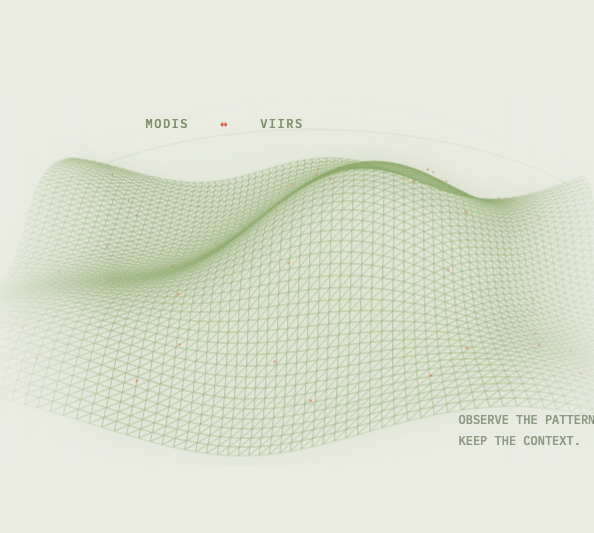 MODIS ↔ VIIRS
OBSERVE THE PATTERN
KEEP THE CONTEXT.